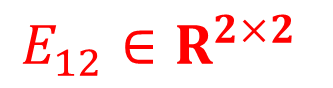 E₁₂ ∈ R²ˣ²